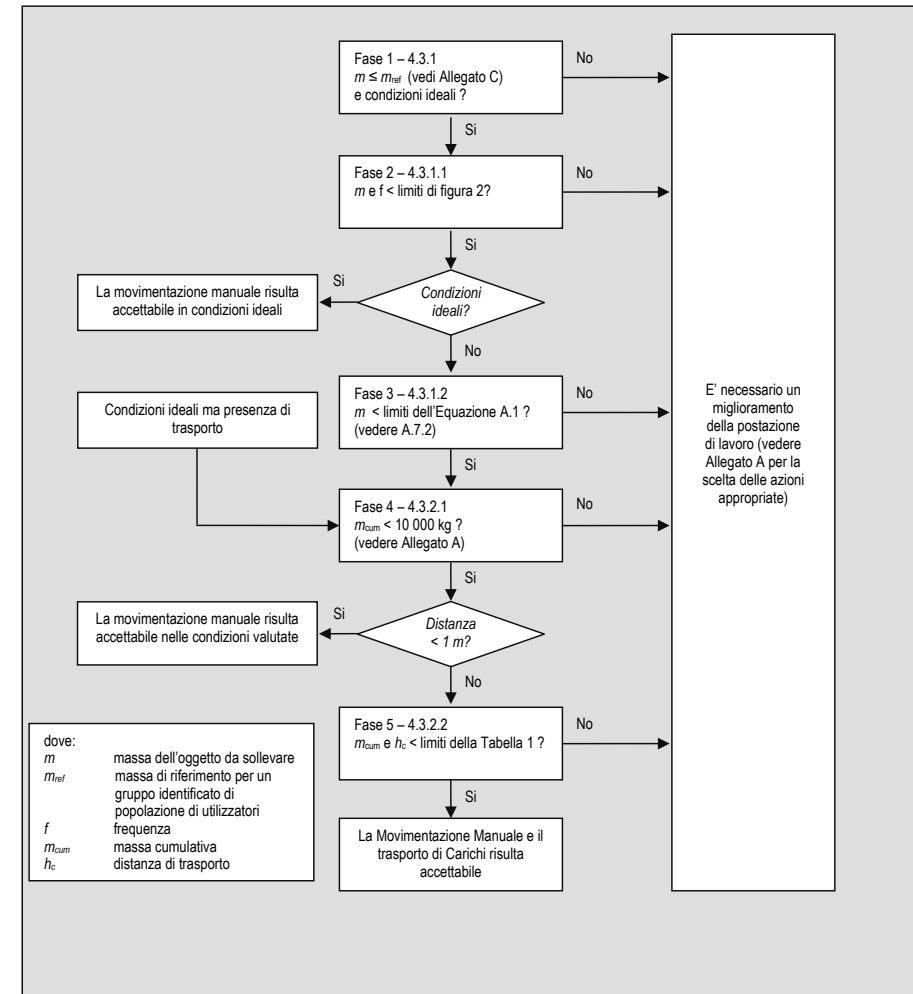 Fase 1 – 4.3.1
m ≤ mref (vedi Allegato C)
e condizioni ideali ?
No
Si
Fase 2 – 4.3.1.1
m e f < limiti di figura 2?
No
Si
Condizioni
ideali?
Si
La movimentazione manuale risulta
accettabile in condizioni ideali
No
Fase 3 – 4.3.1.2
m < limiti dell'Equazione A.1 ?
(vedere A.7.2)
No
Condizioni ideali ma presenza di
trasporto
Si
Fase 4 – 4.3.2.1
mcum < 10 000 kg ?
(vedere Allegato A)
No
Si
Distanza
< 1 m?
Si
La movimentazione manuale risulta
accettabile nelle condizioni valutate
No
Fase 5 – 4.3.2.2
mcum e hc < limiti della Tabella 1 ?
No
Si
La Movimentazione Manuale e il
trasporto di Carichi risulta
accettabile
E' necessario un
miglioramento
della postazione
di lavoro (vedere
Allegato A per la
scelta delle azioni
appropriate)
dove:
m massa dell'oggetto da sollevare
mref massa di riferimento per un
gruppo identificato di
popolazione di utilizzatori
f frequenza
mcum massa cumulativa
hc distanza di trasporto